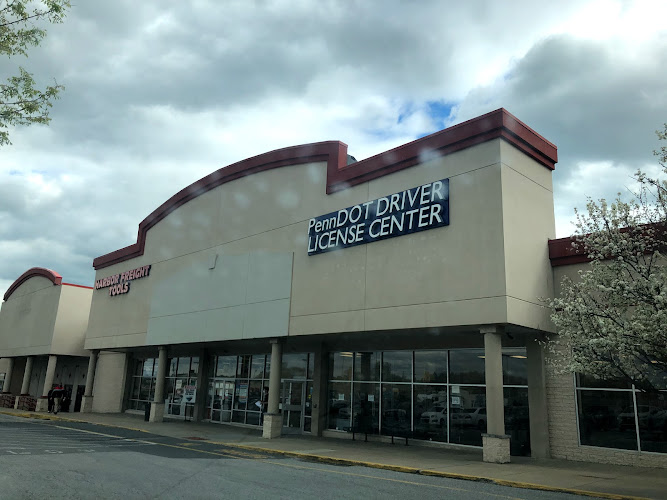 PennDOT DRIVER
LICENSE CENTER
HARBOR FREIGHT
TOOLS